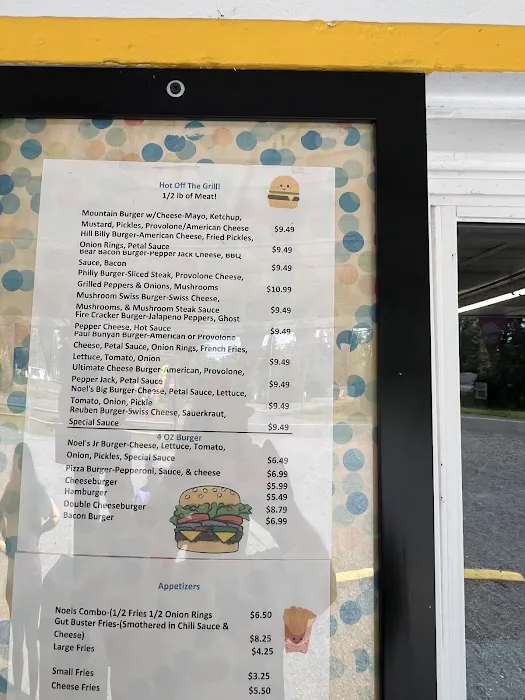 Hot Off The Grill!
1/2 lb of Meat!
Mountain Burger w/Cheese-Mayo, Ketchup,
Mustard, Pickles, Provolone/American Cheese $9.49
Hill Billy Burger-American Cheese, Fried Pickles,
Onion Rings, Petal Sauce $9.49
Bear Bacon Burger-Pepper Jack Cheese, BBQ
Sauce, Bacon $9.49
Philly Burger-Sliced Steak, Provolone Cheese,
Grilled Peppers & Onions, Mushrooms $10.99
Mushroom Swiss Burger-Swiss Cheese,
Mushrooms, & Mushroom Steak Sauce $9.49
Fire Cracker Burger-Jalapeno Peppers, Ghost
Pepper Cheese, Hot Sauce $9.49
Paul Bunyan Burger-American or Provolone
Cheese, Petal Sauce, Onion Rings, French Fries,
Lettuce, Tomato, Onion $9.49
Ultimate Cheese Burger-American, Provolone,
Pepper Jack, Petal Sauce $9.49
Noel's Big Burger-Cheese, Petal Sauce, Lettuce,
Tomato, Onion, Pickle $9.49
Reuben Burger-Swiss Cheese, Sauerkraut,
Special Sauce $9.49
4 OZ Burger
Noel's Jr Burger-Cheese, Lettuce, Tomato,
Onion, Pickles, Special Sauce $6.49
Pizza Burger-Pepperoni, Sauce, & cheese $6.99
Cheeseburger $5.99
Hamburger $5.49
Double Cheeseburger $8.79
Bacon Burger $6.99
Appetizers
Noels Combo-(1/2 Fries 1/2 Onion Rings $6.50
Gut Buster Fries-(Smothered in Chili Sauce &
Cheese) $8.25
Large Fries $4.25
Small Fries $3.25
Cheese Fries $5.50